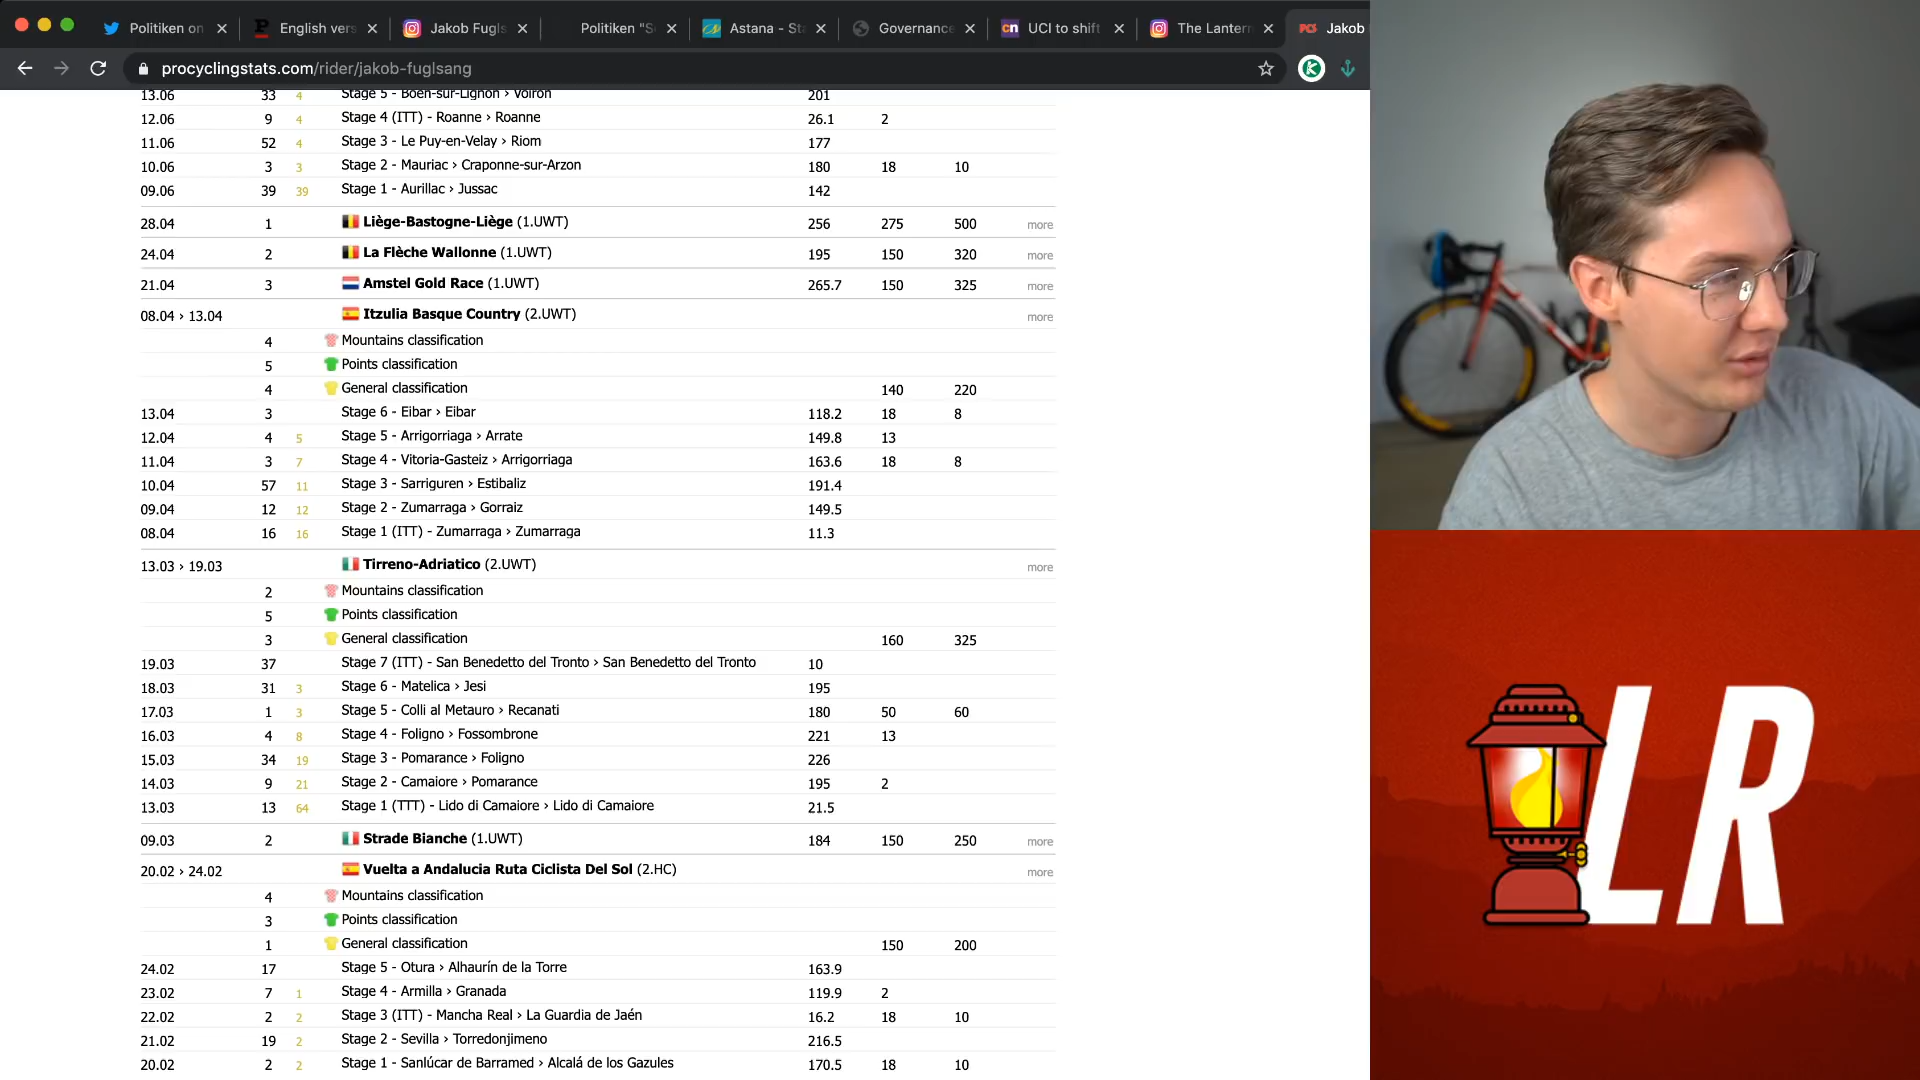 Politiken on
English vers
Jakob Fugls
Politiken "S
Astana - Sta
Governance
UCI to shift
The Lantern
Jakob
procyclingstats.com/rider/jakob-fuglsang
13.06 33 4 Stage 5 - Boën-sur-Lignon › Voiron 201
12.06 9 4 Stage 4 (ITT) - Roanne › Roanne 26.1 2
11.06 52 4 Stage 3 - Le Puy-en-Velay › Riom 177
10.06 3 3 Stage 2 - Mauriac › Craponne-sur-Arzon 180 18 10
09.06 39 39 Stage 1 - Aurillac › Jussac 142
28.04 1 Liège-Bastogne-Liège (1.UWT) 256 275 500 more
24.04 2 La Flèche Wallonne (1.UWT) 195 150 320 more
21.04 3 Amstel Gold Race (1.UWT) 265.7 150 325 more
08.04 › 13.04 Itzulia Basque Country (2.UWT) more
4 Mountains classification
5 Points classification
4 General classification 140 220
13.04 3 Stage 6 - Eibar › Eibar 118.2 18 8
12.04 4 5 Stage 5 - Arrigorriaga › Arrate 149.8 13
11.04 3 7 Stage 4 - Vitoria-Gasteiz › Arrigorriaga 163.6 18 8
10.04 57 11 Stage 3 - Sarriguren › Estibaliz 191.4
09.04 12 12 Stage 2 - Zumarraga › Gorraiz 149.5
08.04 16 16 Stage 1 (ITT) - Zumarraga › Zumarraga 11.3
13.03 › 19.03 Tirreno-Adriatico (2.UWT) more
2 Mountains classification
5 Points classification
3 General classification 160 325
19.03 37 Stage 7 (ITT) - San Benedetto del Tronto › San Benedetto del Tronto 10
18.03 31 3 Stage 6 - Matelica › Jesi 195
17.03 1 3 Stage 5 - Colli al Metauro › Recanati 180 50 60
16.03 4 8 Stage 4 - Foligno › Fossombrone 221 13
15.03 34 19 Stage 3 - Pomarance › Foligno 226
14.03 9 21 Stage 2 - Camaiore › Pomarance 195 2
13.03 13 64 Stage 1 (TTT) - Lido di Camaiore › Lido di Camaiore 21.5
09.03 2 Strade Bianche (1.UWT) 184 150 250 more
20.02 › 24.02 Vuelta a Andalucia Ruta Ciclista Del Sol (2.HC) more
4 Mountains classification
3 Points classification
1 General classification 150 200
24.02 17 Stage 5 - Otura › Alhaurín de la Torre 163.9
23.02 7 1 Stage 4 - Armilla › Granada 119.9 2
22.02 2 2 Stage 3 (ITT) - Mancha Real › La Guardia de Jaén 16.2 18 10
21.02 19 2 Stage 2 - Sevilla › Torredonjimeno 216.5
20.02 2 2 Stage 1 - Sanlúcar de Barramed › Alcalá de los Gazules 170.5 18 10
LR